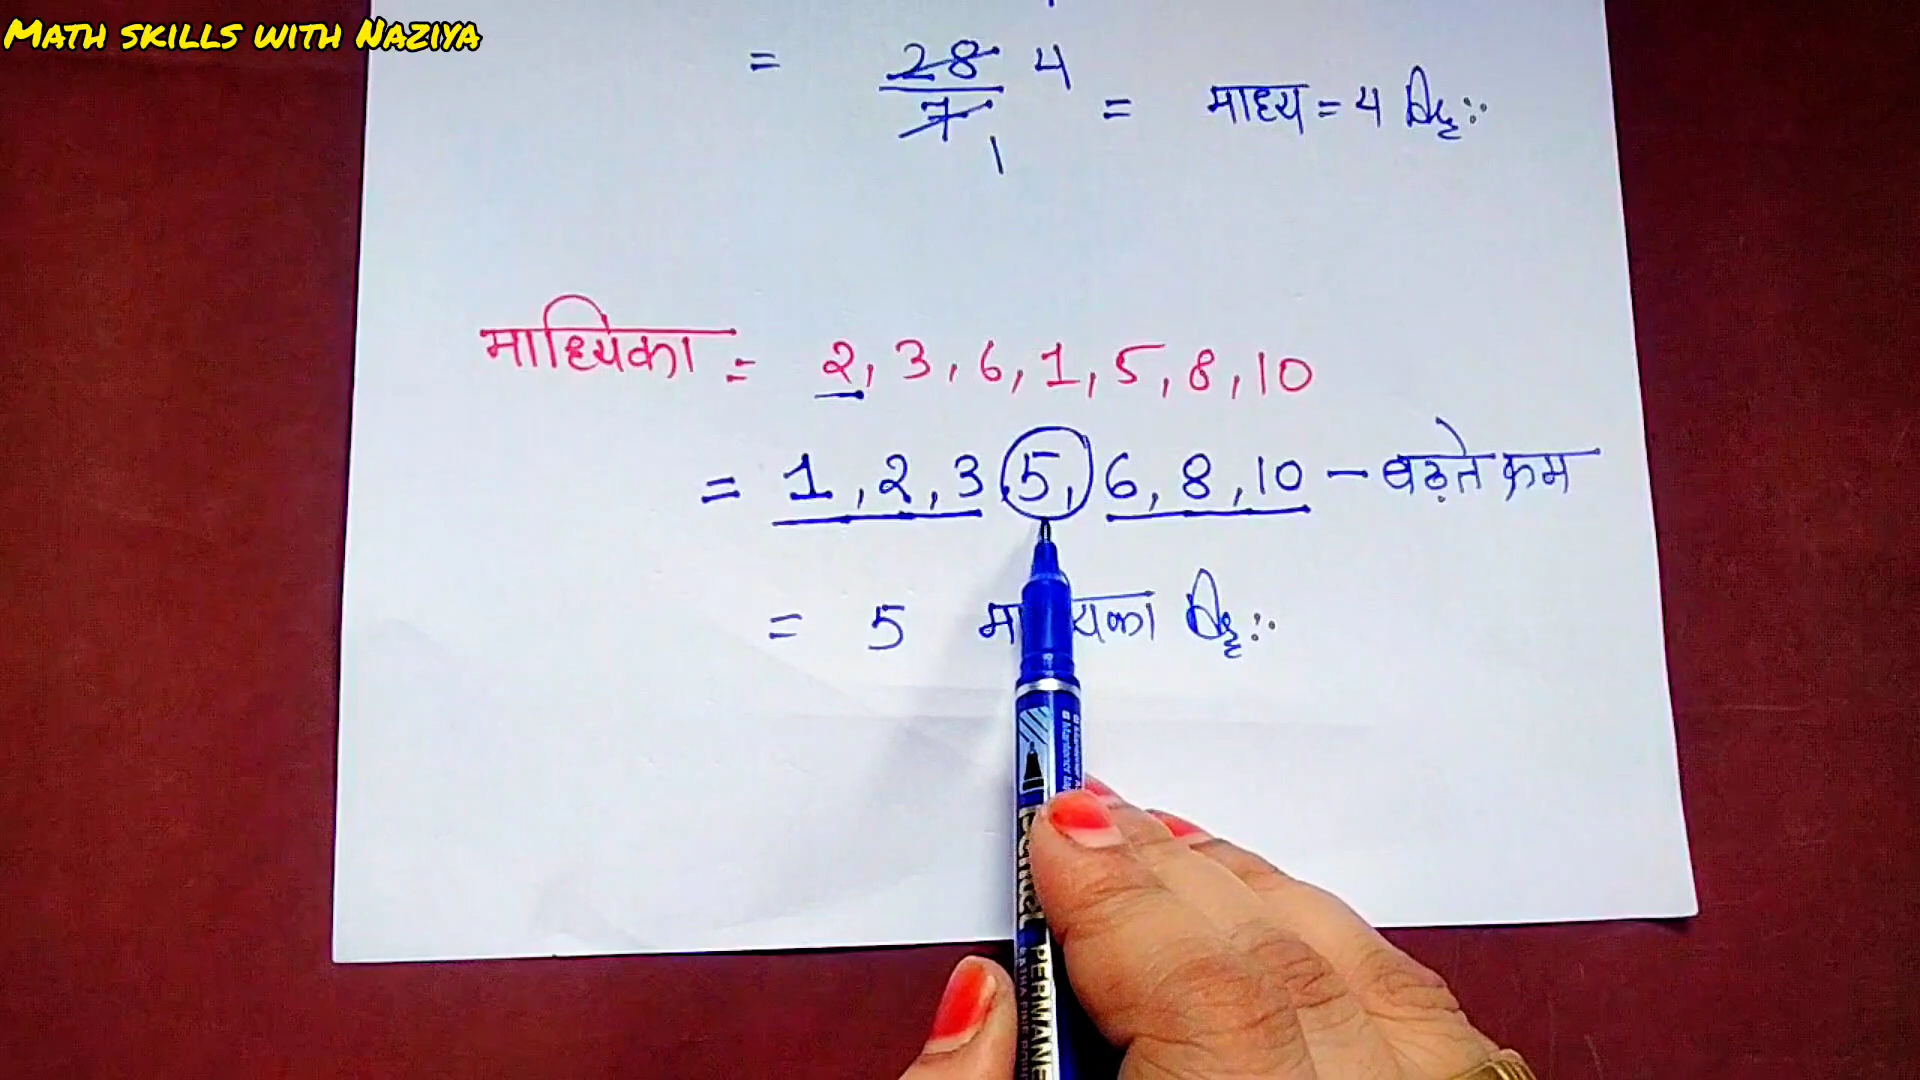 MATH SKILLS WITH NAZIYA
= 28/7 4 1 = माध्य = 4
माध्यिका = 2, 3, 6, 1, 5, 8, 10
= 1, 2, 3, 5, 6, 8, 10 – बढ़ते क्रम
= 5
PERMANE